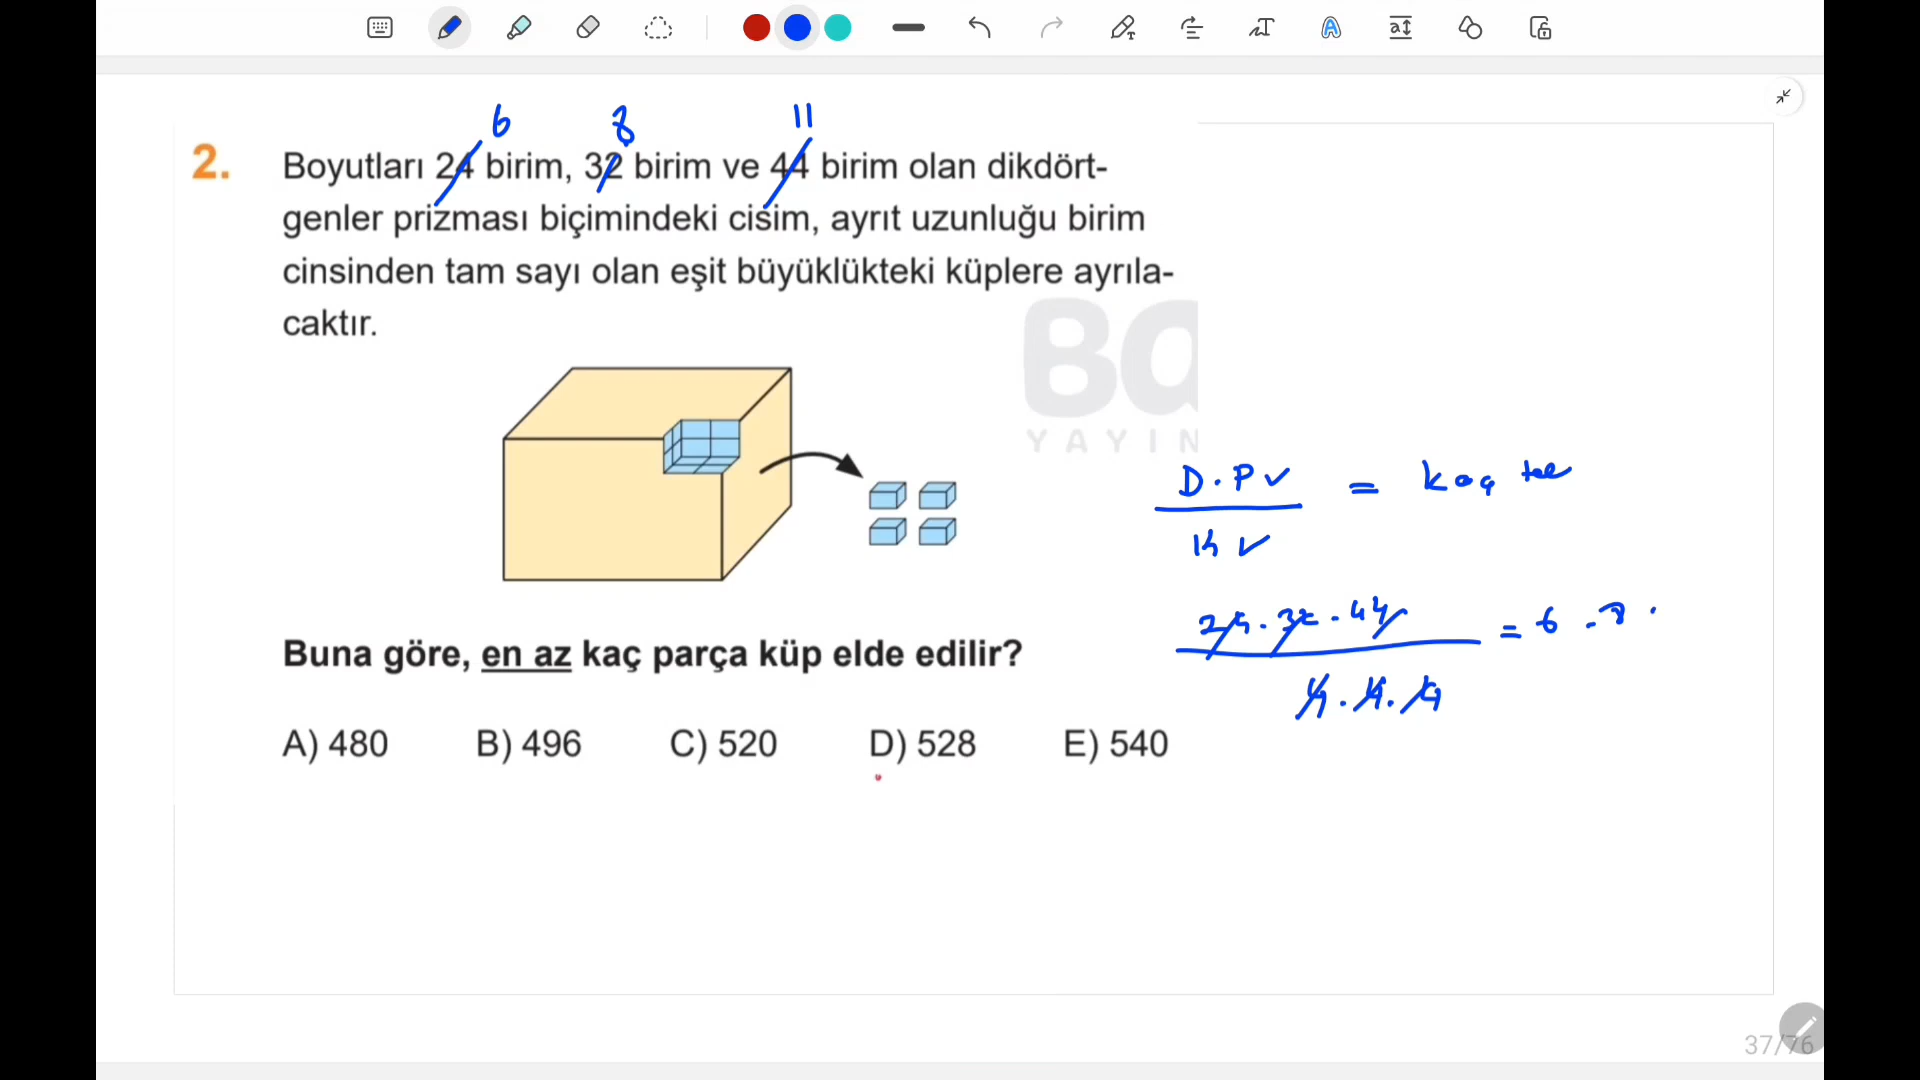 6 8 11
2. Boyutları 24 birim, 32 birim ve 44 birim olan dikdört-
genler prizması biçimindeki cisim, ayrıt uzunluğu birim
cinsinden tam sayı olan eşit büyüklükteki küplere ayrıla-
caktır.
YAYIN
D.PV = kaç tae
kV
Buna göre, en az kaç parça küp elde edilir?
24.32.44 = 6.8.
4.4.4
A) 480 B) 496 C) 520 D) 528 E) 540
37/76